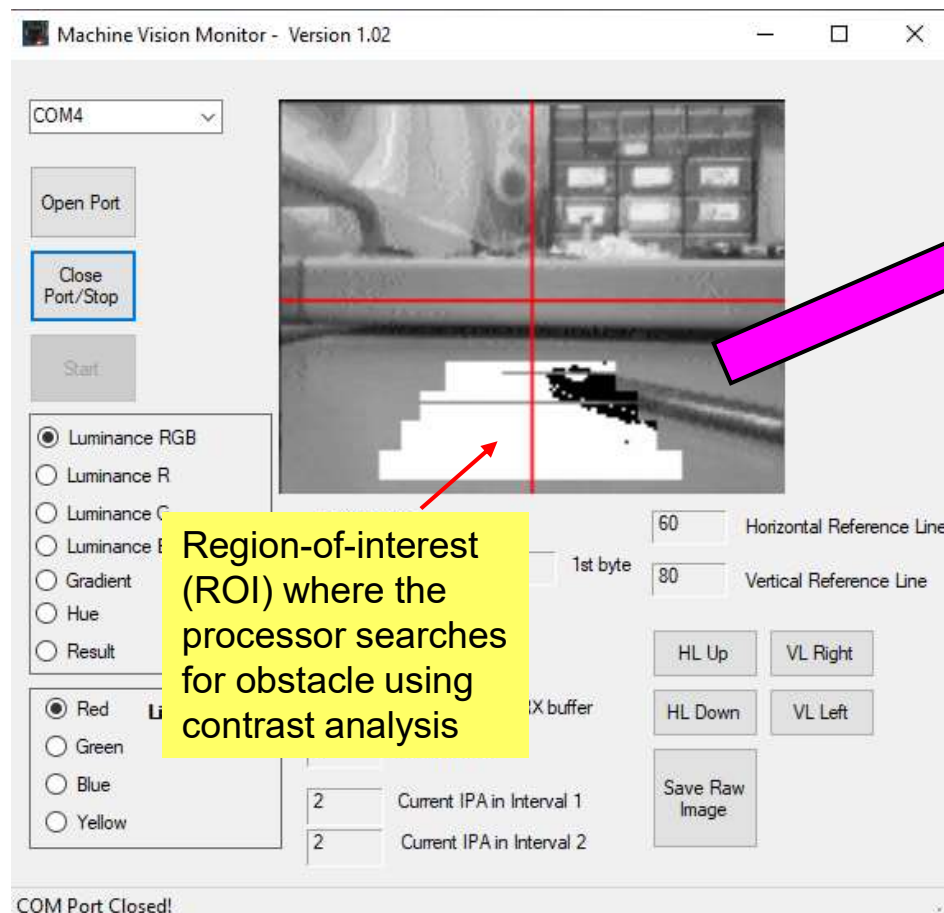 Machine Vision Monitor - Version 1.02
COM4
Open Port
Close
Port/Stop
Start
Luminance RGB
Luminance R
Luminance
Luminance
Gradient
Hue
Result
Red
Green
Blue
Yellow
Region-of-interest
(ROI) where the
processor searches
for obstacle using
contrast analysis
1st byte
buffer
2 Current IPA in Interval 1
2 Current IPA in Interval 2
60 Horizontal Reference Line
80 Vertical Reference Line
HL Up VL Right
HL Down VL Left
Save Raw
Image
COM Port Closed!